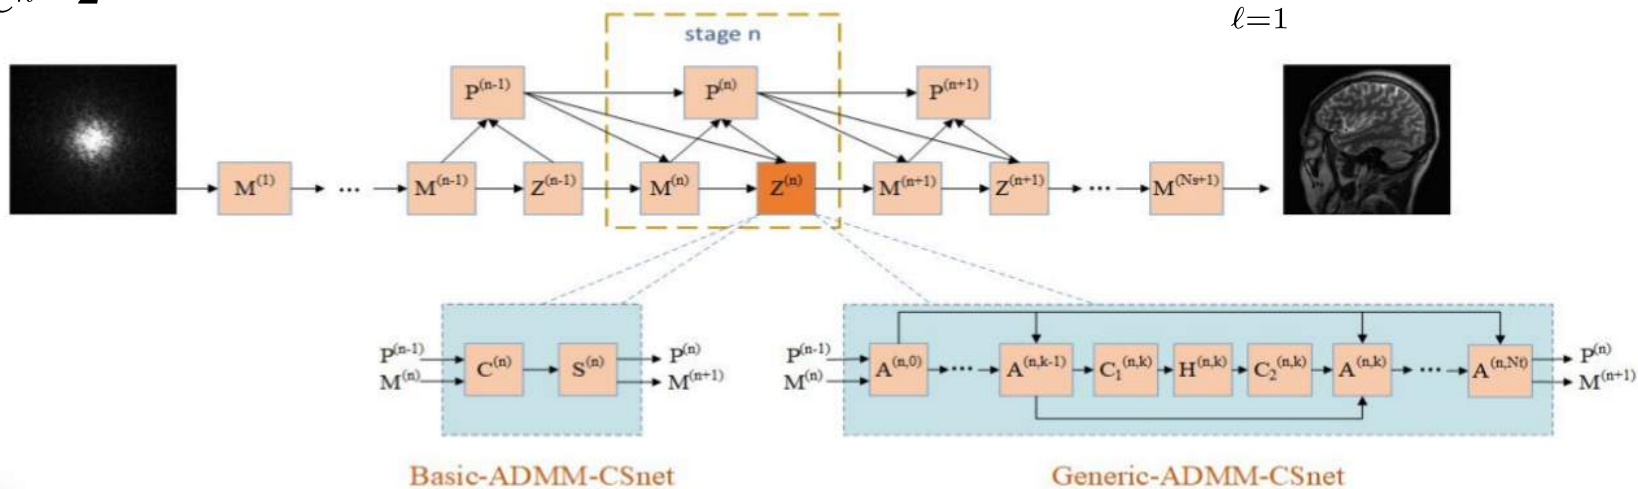 ℓ=1
stage n
P^(n-1) P^(n) P^(n+1)
M^(1) ... M^(n-1) Z^(n-1) M^(n) Z^(n) M^(n+1) Z^(n+1) ... M^(Ns+1)
P^(n-1) P^(n) P^(n-1) P^(n)
C^(n) S^(n) A^(n,0) ... A^(n,k-1) C₁^(n,k) H^(n,k) C₂^(n,k) A^(n,k) ... A^(n,Nt)
M^(n) M^(n+1) M^(n) M^(n+1)
Basic-ADMM-CSnet Generic-ADMM-CSnet